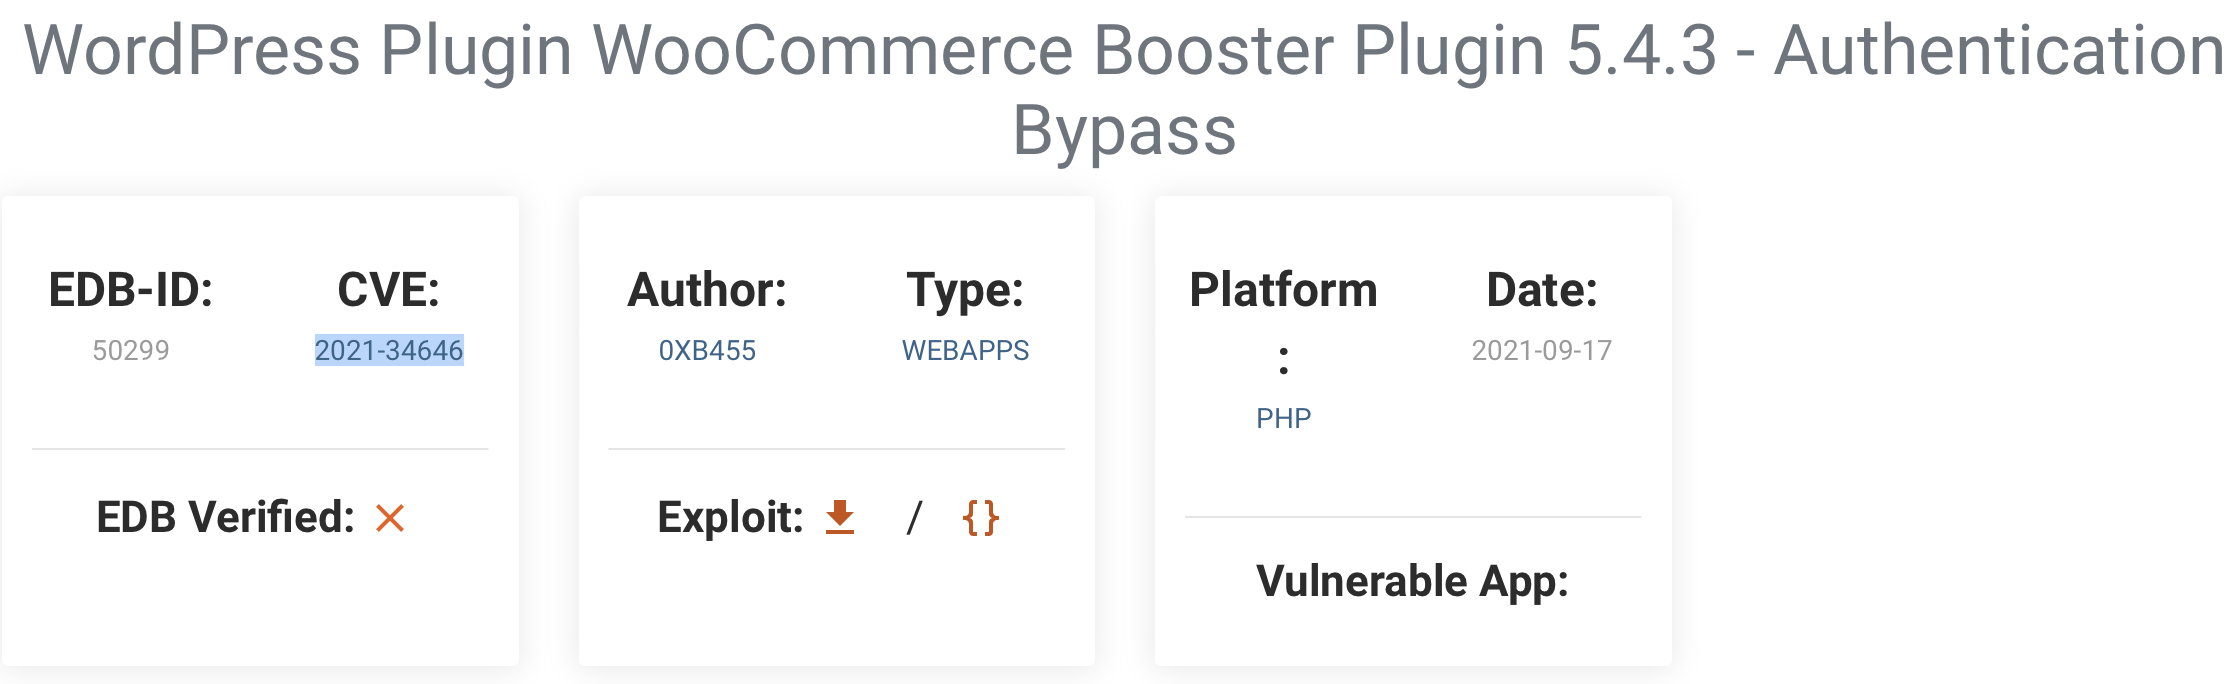 WordPress Plugin WooCommerce Booster Plugin 5.4.3 - Authentication
Bypass
EDB-ID:
50299
CVE:
2021-34646
EDB Verified:
Author:
0XB455
Type:
WEBAPPS
Exploit: / {}
Platform
:
PHP
Date:
2021-09-17
Vulnerable App: